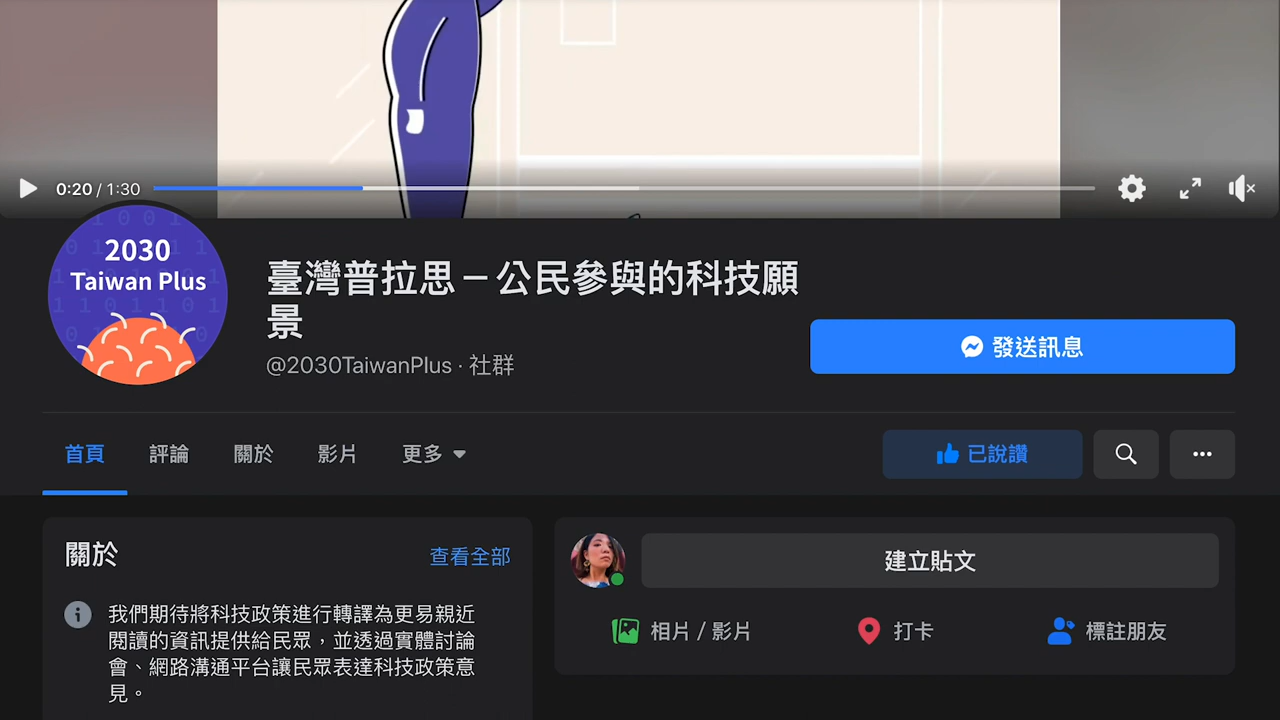 0:20 / 1:30
2030
Taiwan Plus
臺灣普拉思－公民參與的科技願
景
@2030TaiwanPlus · 社群
發送訊息
首頁
評論
關於
影片
更多
已說讚
關於
查看全部
我們期待將科技政策進行轉譯為更易親近
閱讀的資訊提供給民眾，並透過實體討論
會、網路溝通平台讓民眾表達科技政策意
見。
建立貼文
相片 / 影片
打卡
標註朋友